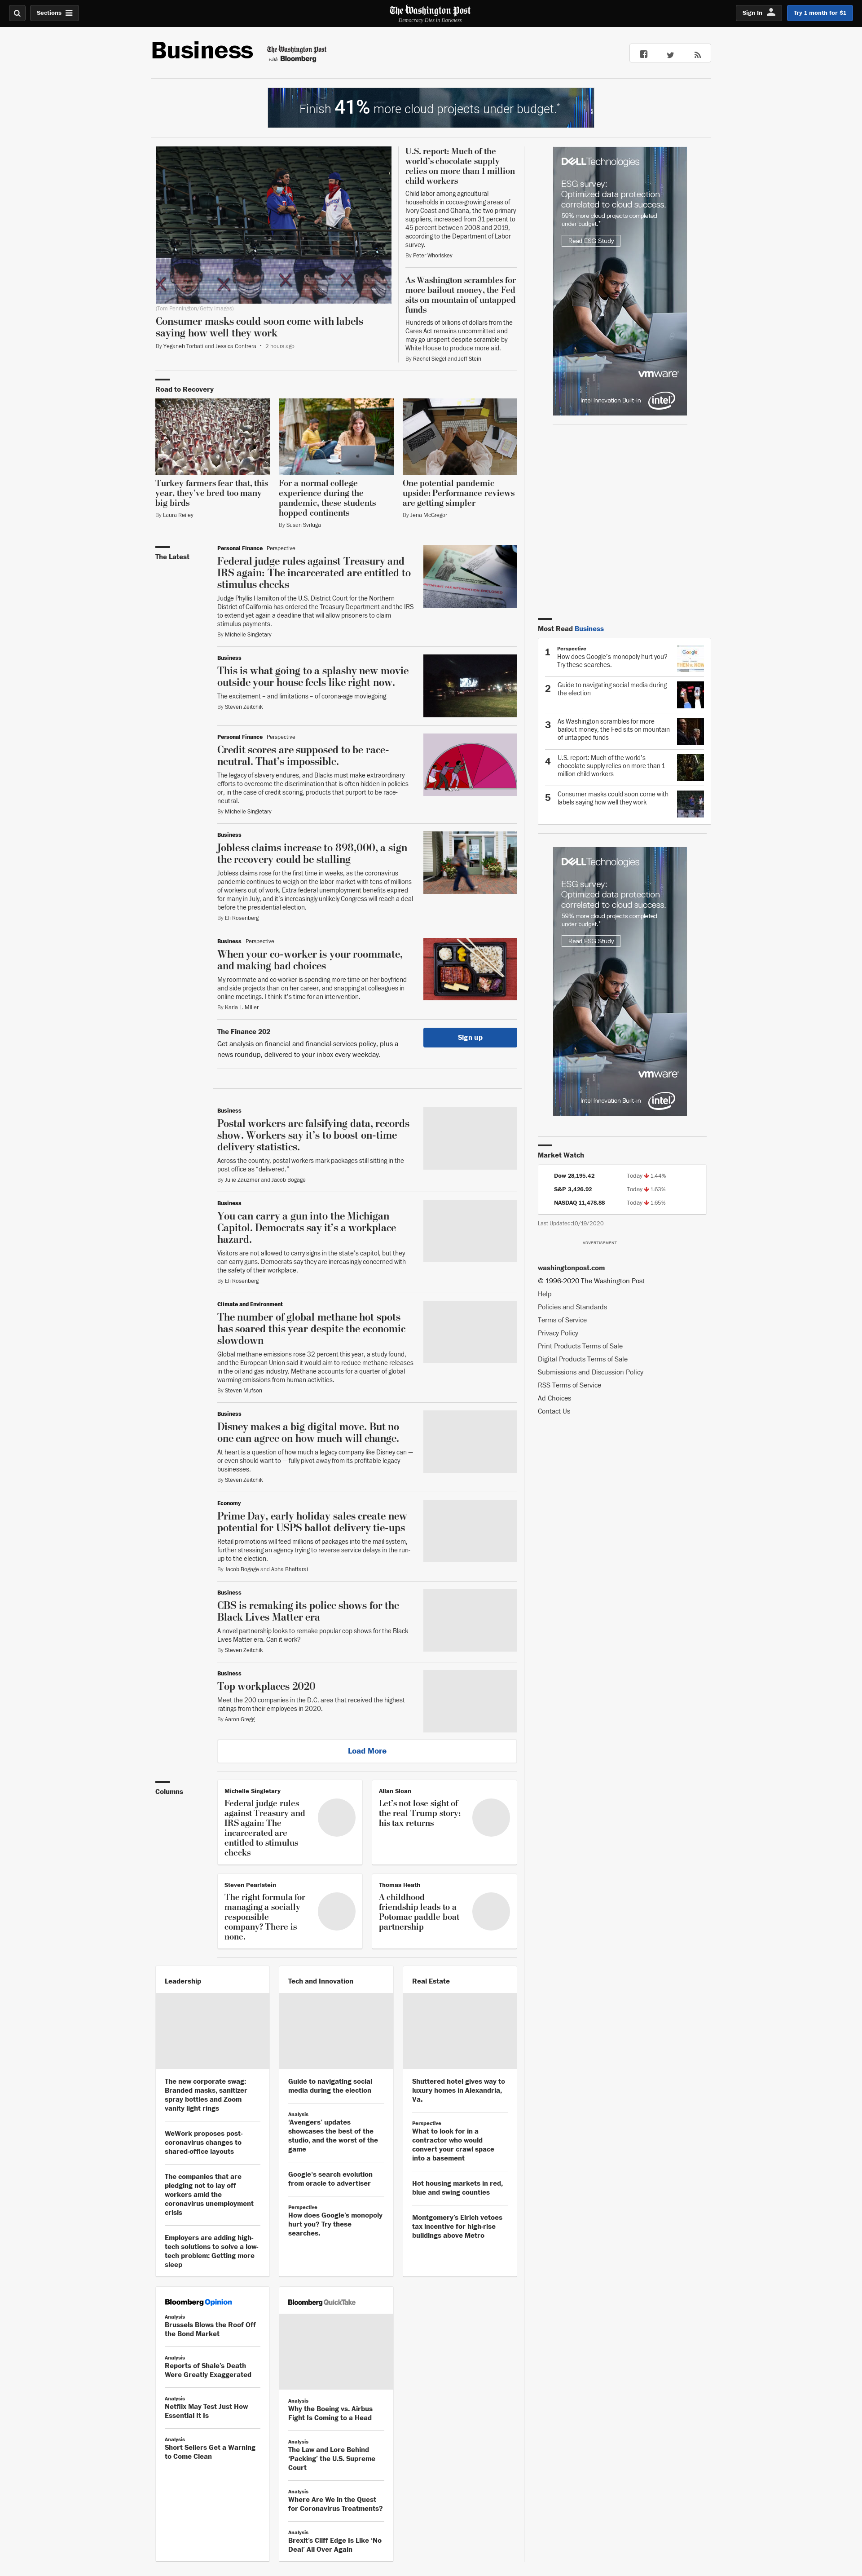 Sections
The Washington Post
Democracy Dies in Darkness
Sign In
Try 1 month for $1
Business
The Washington Post
with Bloomberg
Finish 41% more cloud projects under budget.*
(Tom Pennington/Getty Images)
Consumer masks could soon come with labels
saying how well they work
By Yeganeh Torbati and Jessica Contrera • 2 hours ago
U.S. report: Much of the
world’s chocolate supply
relies on more than 1 million
child workers
Child labor among agricultural
households in cocoa-growing areas of
Ivory Coast and Ghana, the two primary
suppliers, increased from 31 percent to
45 percent between 2008 and 2019,
according to the Department of Labor
survey.
By Peter Whoriskey
As Washington scrambles for
more bailout money, the Fed
sits on mountain of untapped
funds
Hundreds of billions of dollars from the
Cares Act remains uncommitted and
may go unspent despite scramble by
White House to produce more aid.
By Rachel Siegel and Jeff Stein
Road to Recovery
Turkey farmers fear that, this
year, they’ve bred too many
big birds
By Laura Reiley
For a normal college
experience during the
pandemic, these students
hopped continents
By Susan Svrluga
One potential pandemic
upside: Performance reviews
are getting simpler
By Jena McGregor
The Latest
Personal Finance Perspective
Federal judge rules against Treasury and
IRS again: The incarcerated are entitled to
stimulus checks
Judge Phyllis Hamilton of the U.S. District Court for the Northern
District of California has ordered the Treasury Department and the IRS
to extend yet again a deadline that will allow prisoners to claim
stimulus payments.
By Michelle Singletary
Business
This is what going to a splashy new movie
outside your house feels like right now.
The excitement – and limitations – of corona-age moviegoing
By Steven Zeitchik
Personal Finance Perspective
Credit scores are supposed to be race-
neutral. That’s impossible.
The legacy of slavery endures, and Blacks must make extraordinary
efforts to overcome the discrimination that is often hidden in policies
or, in the case of credit scoring, products that purport to be race-
neutral.
By Michelle Singletary
Business
Jobless claims increase to 898,000, a sign
the recovery could be stalling
Jobless claims rose for the first time in weeks, as the coronavirus
pandemic continues to weigh on the labor market with tens of millions
of workers out of work. Extra federal unemployment benefits expired
for many in July, and it’s increasingly unlikely Congress will reach a deal
before the presidential election.
By Eli Rosenberg
Business Perspective
When your co-worker is your roommate,
and making bad choices
My roommate and co-worker is spending more time on her boyfriend
and side projects than on her career, and snapping at colleagues in
online meetings. I think it’s time for an intervention.
By Karla L. Miller
The Finance 202
Get analysis on financial and financial-services policy, plus a
news roundup, delivered to your inbox every weekday.
Sign up
Business
Postal workers are falsifying data, records
show. Workers say it’s to boost on-time
delivery statistics.
Across the country, postal workers mark packages still sitting in the
post office as “delivered.”
By Julie Zauzmer and Jacob Bogage
Business
You can carry a gun into the Michigan
Capitol. Democrats say it’s a workplace
hazard.
Visitors are not allowed to carry signs in the state’s capitol, but they
can carry guns. Democrats say they are increasingly concerned with
the safety of their workplace.
By Eli Rosenberg
Climate and Environment
The number of global methane hot spots
has soared this year despite the economic
slowdown
Global methane emissions rose 32 percent this year, a study found,
and the European Union said it would aim to reduce methane releases
in the oil and gas industry. Methane accounts for a quarter of global
warming emissions from human activities.
By Steven Mufson
Business
Disney makes a big digital move. But no
one can agree on how much will change.
At heart is a question of how much a legacy company like Disney can —
or even should want to — fully pivot away from its profitable legacy
businesses.
By Steven Zeitchik
Economy
Prime Day, early holiday sales create new
potential for USPS ballot delivery tie-ups
Retail promotions will feed millions of packages into the mail system,
further stressing an agency trying to reverse service delays in the run-
up to the election.
By Jacob Bogage and Abha Bhattarai
Business
CBS is remaking its police shows for the
Black Lives Matter era
A novel partnership looks to remake popular cop shows for the Black
Lives Matter era. Can it work?
By Steven Zeitchik
Business
Top workplaces 2020
Meet the 200 companies in the D.C. area that received the highest
ratings from their employees in 2020.
By Aaron Gregg
Load More
Columns
Michelle Singletary
Federal judge rules
against Treasury and
IRS again: The
incarcerated are
entitled to stimulus
checks
Allan Sloan
Let’s not lose sight of
the real Trump story:
his tax returns
Steven Pearlstein
The right formula for
managing a socially
responsible
company? There is
none.
Thomas Heath
A childhood
friendship leads to a
Potomac paddle boat
partnership
Leadership
The new corporate swag:
Branded masks, sanitizer
spray bottles and Zoom
vanity light rings
WeWork proposes post-
coronavirus changes to
shared-office layouts
The companies that are
pledging not to lay off
workers amid the
coronavirus unemployment
crisis
Employers are adding high-
tech solutions to solve a low-
tech problem: Getting more
sleep
Tech and Innovation
Guide to navigating social
media during the election
Analysis
‘Avengers’ updates
showcases the best of the
studio, and the worst of the
game
Google’s search evolution
from oracle to advertiser
Perspective
How does Google’s monopoly
hurt you? Try these
searches.
Real Estate
Shuttered hotel gives way to
luxury homes in Alexandria,
Va.
Perspective
What to look for in a
contractor who would
convert your crawl space
into a basement
Hot housing markets in red,
blue and swing counties
Montgomery’s Elrich vetoes
tax incentive for high-rise
buildings above Metro
Bloomberg Opinion
Analysis
Brussels Blows the Roof Off
the Bond Market
Analysis
Reports of Shale’s Death
Were Greatly Exaggerated
Analysis
Netflix May Test Just How
Essential It Is
Analysis
Short Sellers Get a Warning
to Come Clean
Bloomberg QuickTake
Analysis
Why the Boeing vs. Airbus
Fight Is Coming to a Head
Analysis
The Law and Lore Behind
‘Packing’ the U.S. Supreme
Court
Analysis
Where Are We in the Quest
for Coronavirus Treatments?
Analysis
Brexit’s Cliff Edge Is Like ‘No
Deal’ All Over Again
DELL Technologies
ESG survey:
Optimized data protection
correlated to cloud success.
59% more cloud projects completed
under budget.*
Read ESG Study
vmware
Intel Innovation Built-in
intel
Most Read Business
1
Perspective
How does Google’s monopoly hurt you?
Try these searches.
Google
2
Guide to navigating social media during
the election
3
As Washington scrambles for more
bailout money, the Fed sits on mountain
of untapped funds
4
U.S. report: Much of the world’s
chocolate supply relies on more than 1
million child workers
5
Consumer masks could soon come with
labels saying how well they work
DELL Technologies
ESG survey:
Optimized data protection
correlated to cloud success.
59% more cloud projects completed
under budget.*
Read ESG Study
vmware
Intel Innovation Built-in
intel
Market Watch
Dow 28,195.42 Today 1.44%
S&P 3,426.92 Today 1.63%
NASDAQ 11,478.88 Today 1.65%
Last Updated:10/19/2020
ADVERTISEMENT
washingtonpost.com
© 1996-2020 The Washington Post
Help
Policies and Standards
Terms of Service
Privacy Policy
Print Products Terms of Sale
Digital Products Terms of Sale
Submissions and Discussion Policy
RSS Terms of Service
Ad Choices
Contact Us